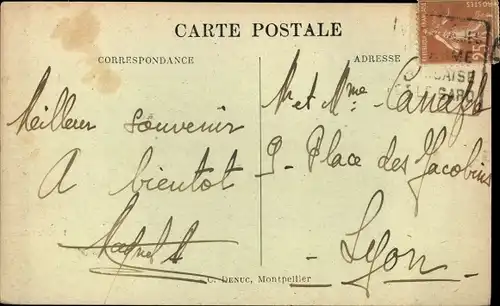 CARTE POSTALE
CORRESPONDANCE
ADRESSE
Meilleur souvenir
A bientot
M et Mme
9 - Place des Jacobins
- Lyon -
C. DENUC, Montpellier